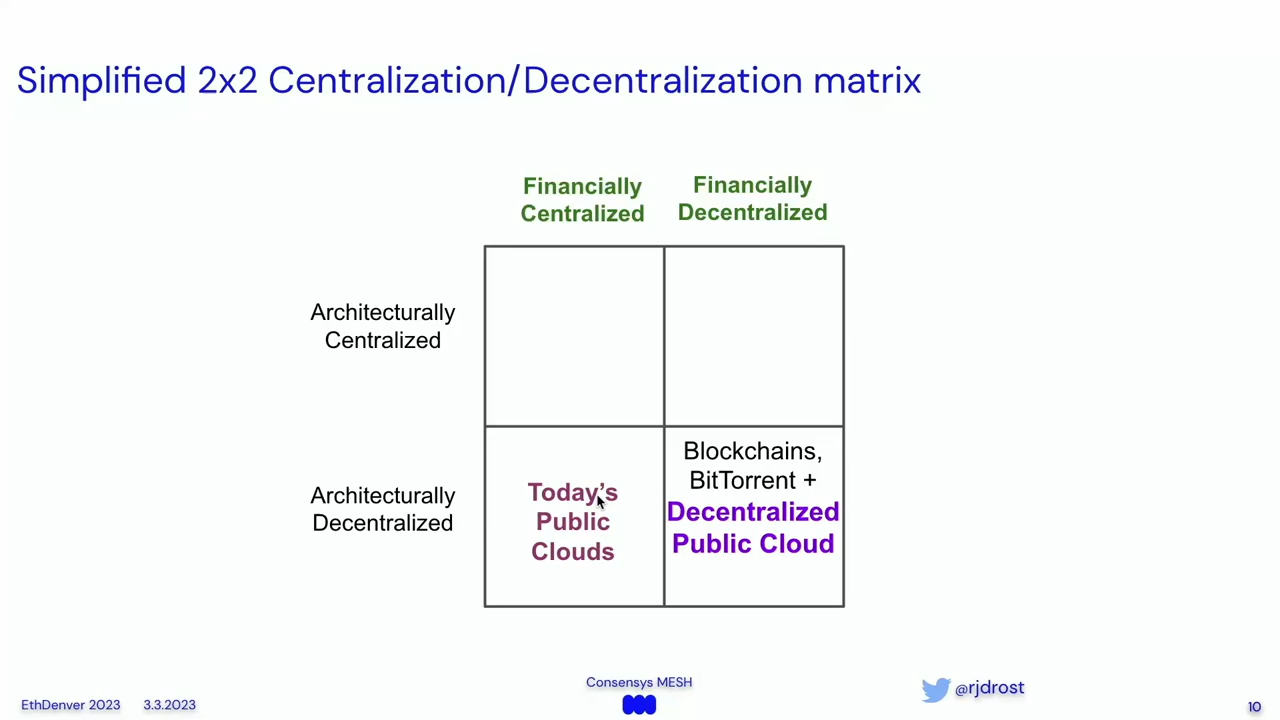 Simplified 2x2 Centralization/Decentralization matrix
Financially
Centralized
Financially
Decentralized
Architecturally
Centralized
Architecturally
Decentralized
Today's
Public
Clouds
Blockchains,
BitTorrent +
Decentralized
Public Cloud
EthDenver 2023
3.3.2023
Consensys MESH
@rjdrost
10